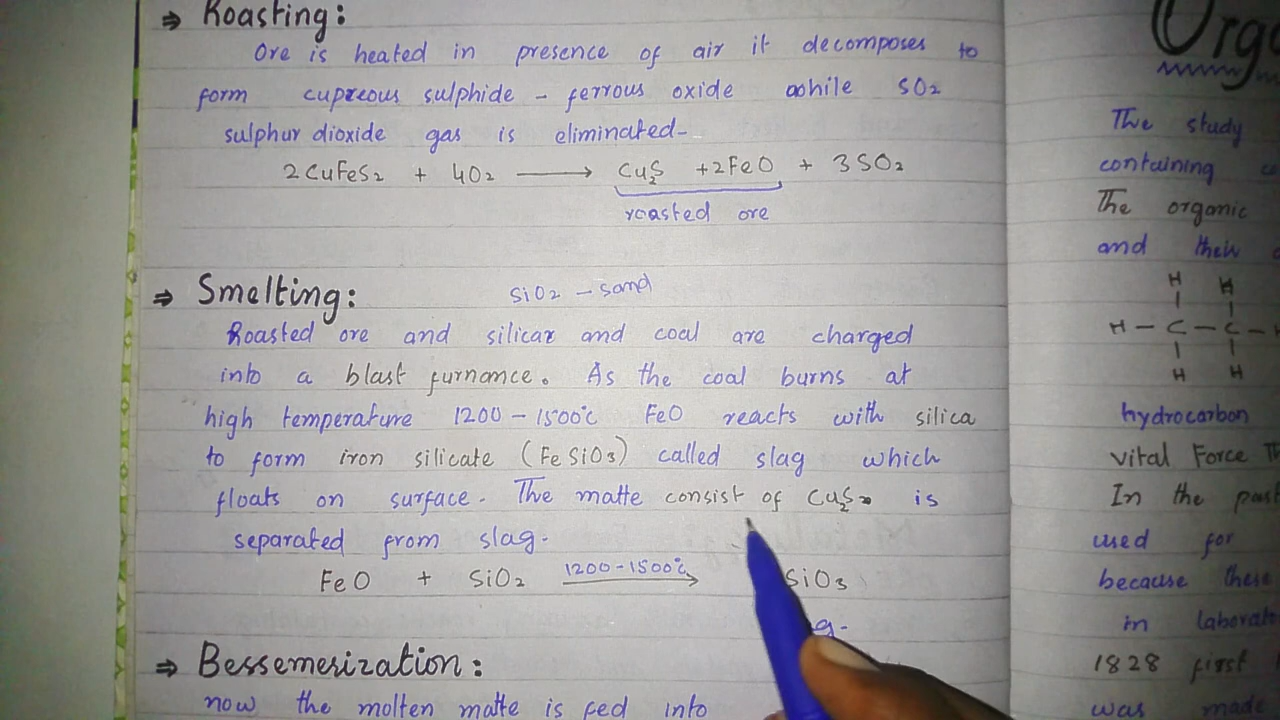 ⇒ Roasting:
Ore is heated in presence of air it decomposes to
form cupreous sulphide - ferrous oxide while SO2
sulphur dioxide gas is eliminated-
2CuFeS2 + 4O2 ⟶ Cu2S + 2FeO + 3SO2
roasted ore
⇒ Smelting:
SiO2 - sand
Roasted ore and silica and coal are charged
into a blast furnance. As the coal burns at
high temperature 1200-1500°C FeO reacts with silica
to form iron silicate (FeSiO3) called slag which
floats on surface. The matte consist of Cu2S is
separated from slag.
1200-1500°C
FeO + SiO2 ⟶ SiO3
⇒ Bessemerization:
now the molten matte is fed into
Orga
The study
containing
The organic
and their
H H
H - C - C -
H H
hydrocarbon
vital Force
In the past
used for
because these
in
1828 first
was made